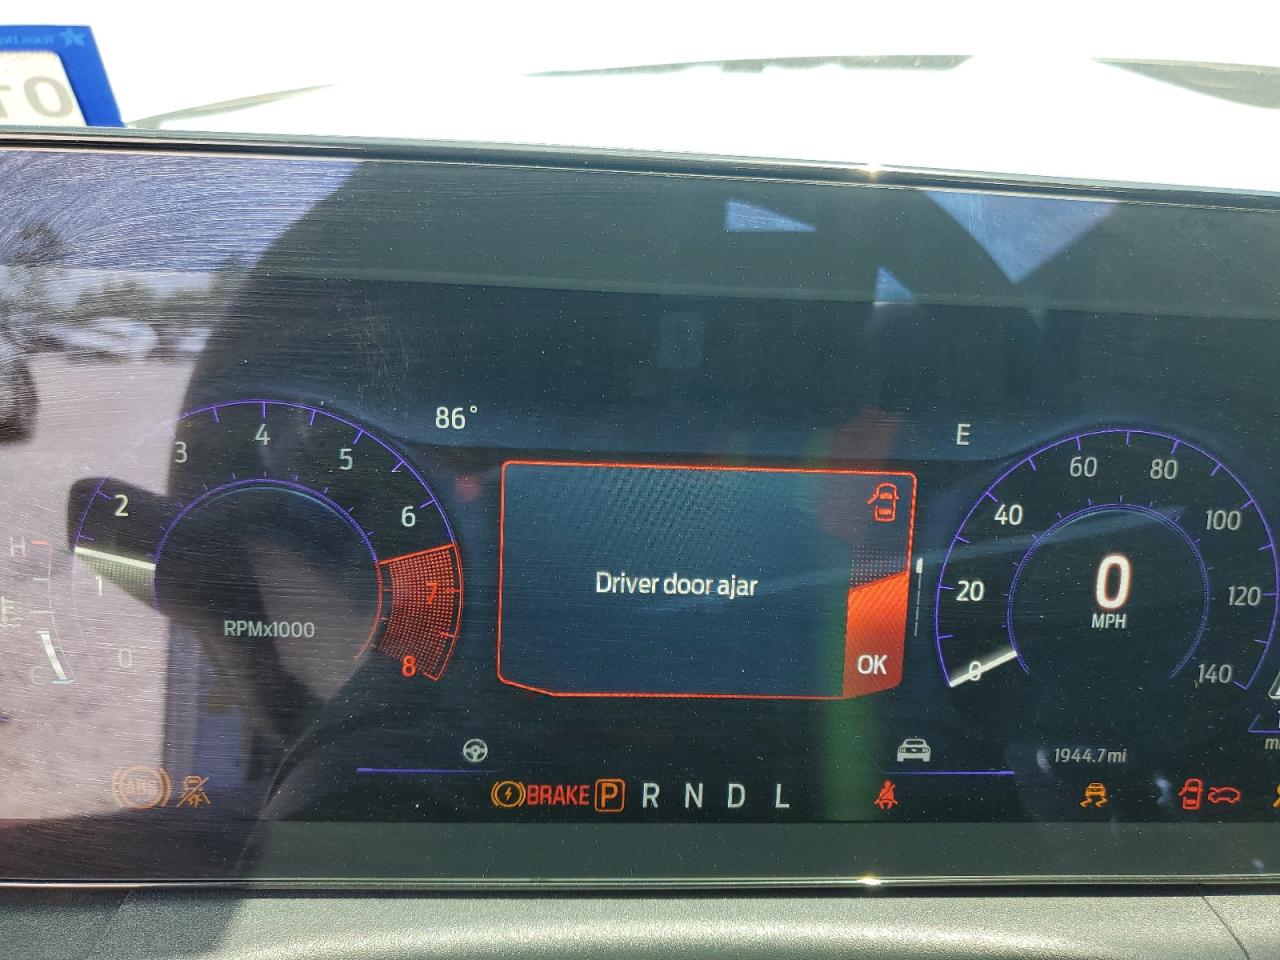 86°
E
0 1 2 3 4 5 6 7 8
RPMx1000
H
C
Driver door ajar
OK
0 20 40 60 80 100 120 140
0
MPH
1944.7mi
ABS
BRAKE P R N D L